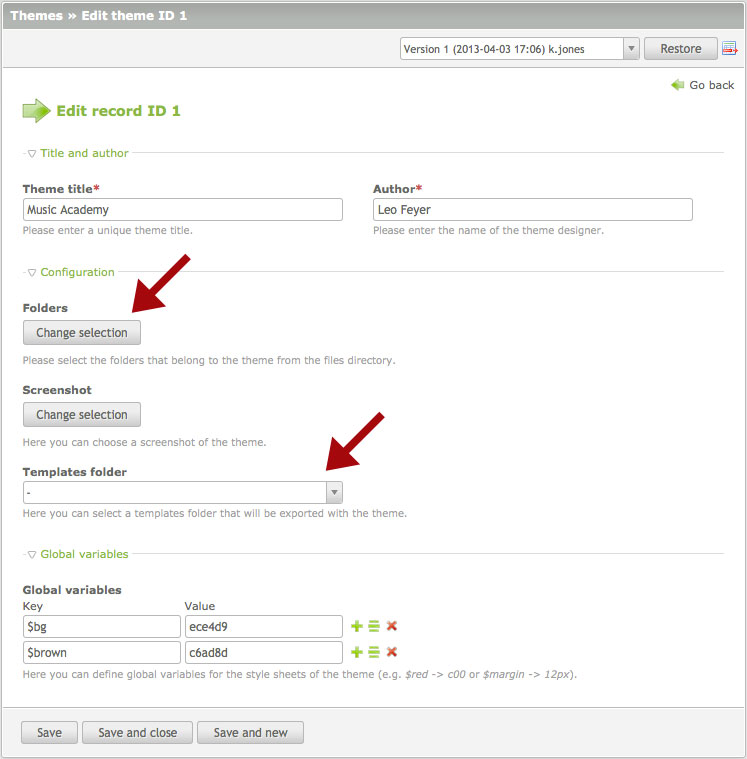 Themes » Edit theme ID 1
Version 1 (2013-04-03 17:06) k.jones
Restore
Go back
Edit record ID 1
Title and author
Theme title* Author*
Music Academy Leo Feyer
Please enter a unique theme title. Please enter the name of the theme designer.
Configuration
Folders
Change selection
Please select the folders that belong to the theme from the files directory.
Screenshot
Change selection
Here you can choose a screenshot of the theme.
Templates folder
-
Here you can select a templates folder that will be exported with the theme.
Global variables
Global variables
Key Value
$bg ece4d9
$brown c6ad8d
Here you can define global variables for the style sheets of the theme (e.g. $red -> c00 or $margin -> 12px).
Save Save and close Save and new